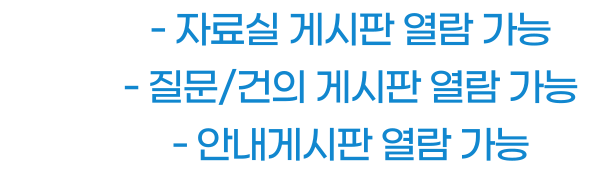 - 자료실 게시판 열람 가능
- 질문/건의 게시판 열람 가능
- 안내게시판 열람 가능